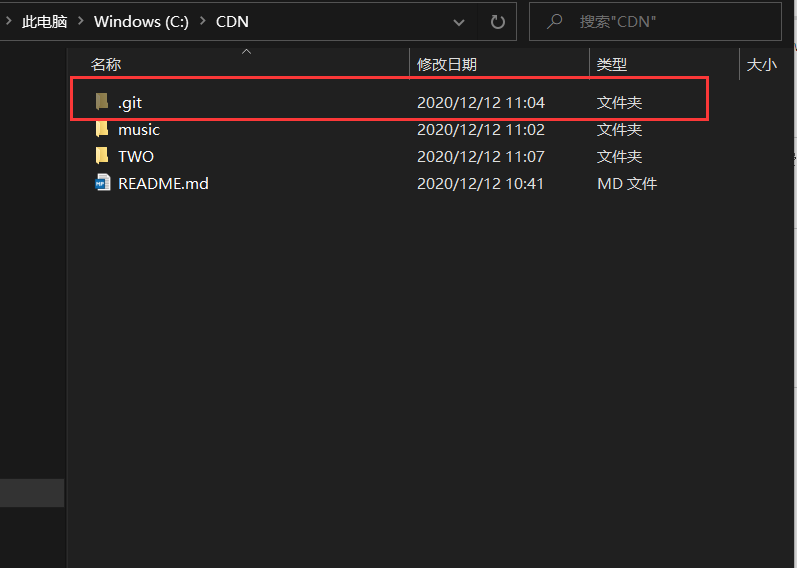 此电脑 > Windows (C:) > CDN 搜索"CDN"
名称 修改日期 类型 大小
.git 2020/12/12 11:04 文件夹
music 2020/12/12 11:02 文件夹
TWO 2020/12/12 11:07 文件夹
README.md 2020/12/12 10:41 MD 文件